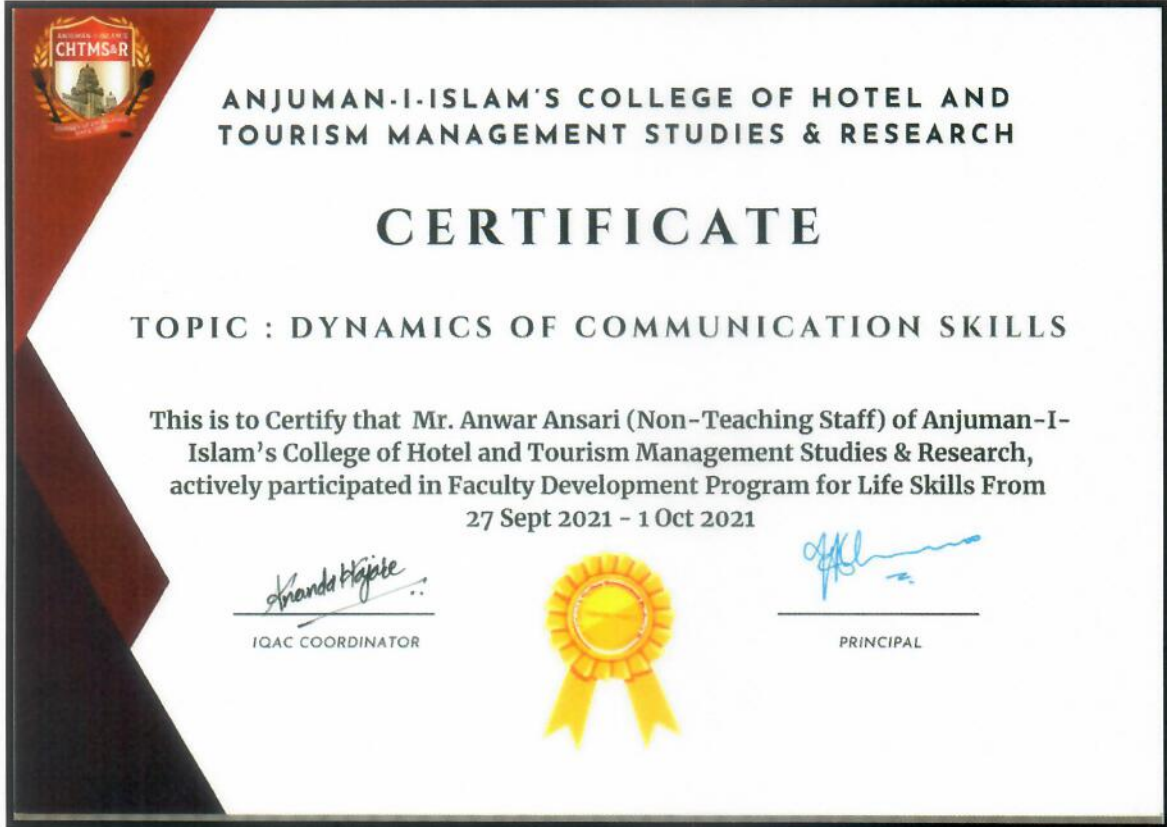 CHTMS&R
ANJUMAN-I-ISLAM'S COLLEGE OF HOTEL AND
TOURISM MANAGEMENT STUDIES & RESEARCH
CERTIFICATE
TOPIC : DYNAMICS OF COMMUNICATION SKILLS
This is to Certify that Mr. Anwar Ansari (Non-Teaching Staff) of Anjuman-I-
Islam's College of Hotel and Tourism Management Studies & Research,
actively participated in Faculty Development Program for Life Skills From
27 Sept 2021 - 1 Oct 2021
IQAC COORDINATOR
PRINCIPAL